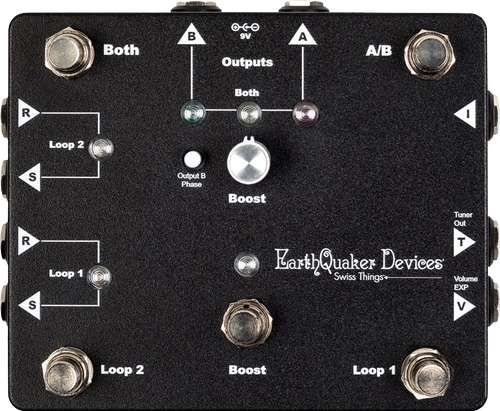 B
9V
A
Both
Outputs
A/B
Both
R
I
Loop 2
S
Output B
Phase
Boost
Tuner
Out
R
T
EarthQuaker Devices
Swiss Things
Loop 1
Volume
EXP
S
V
Loop 2
Boost
Loop 1